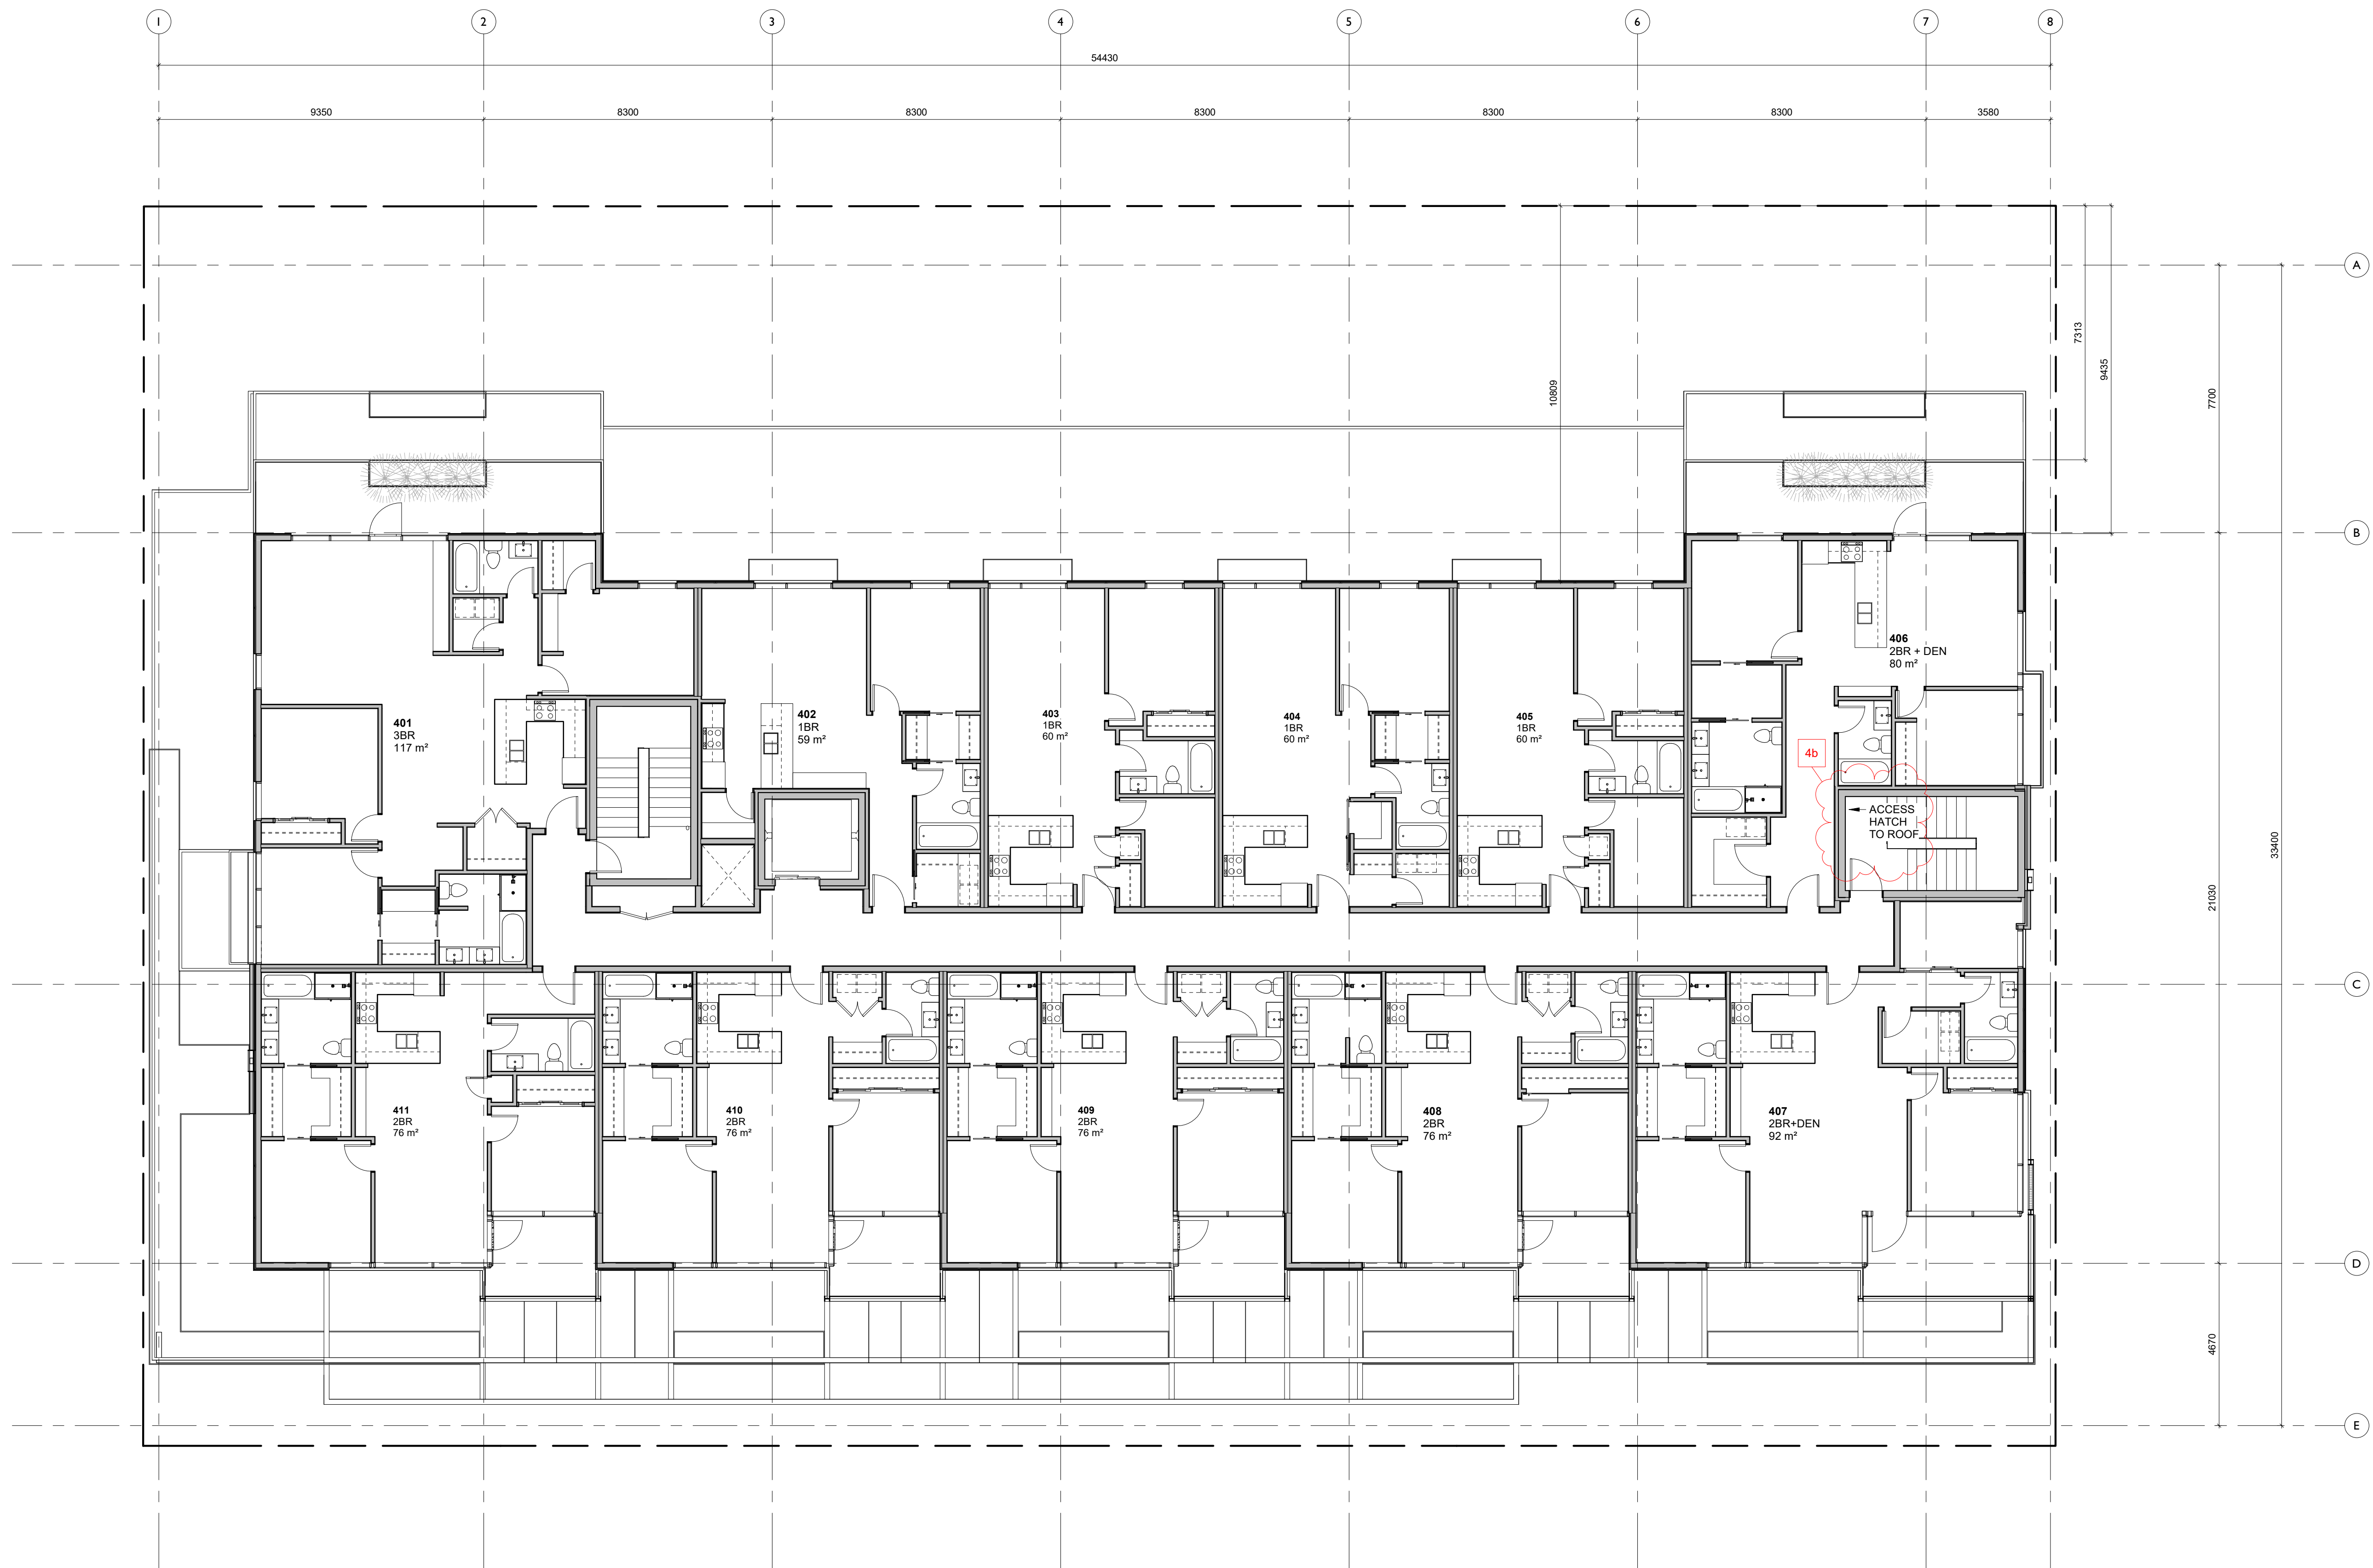 1 2 3 4 5 6 7 8
54430
9350 8300 8300 8300 8300 8300 3580
A
7313
9435
10809
7700
B
406
2BR + DEN
80 m²
401
3BR
117 m²
402
1BR
59 m²
403
1BR
60 m²
404
1BR
60 m²
405
1BR
60 m²
4b
ACCESS
HATCH
TO ROOF
33400
21030
C
411
2BR
76 m²
410
2BR
76 m²
409
2BR
76 m²
408
2BR
76 m²
407
2BR+DEN
92 m²
D
4670
E